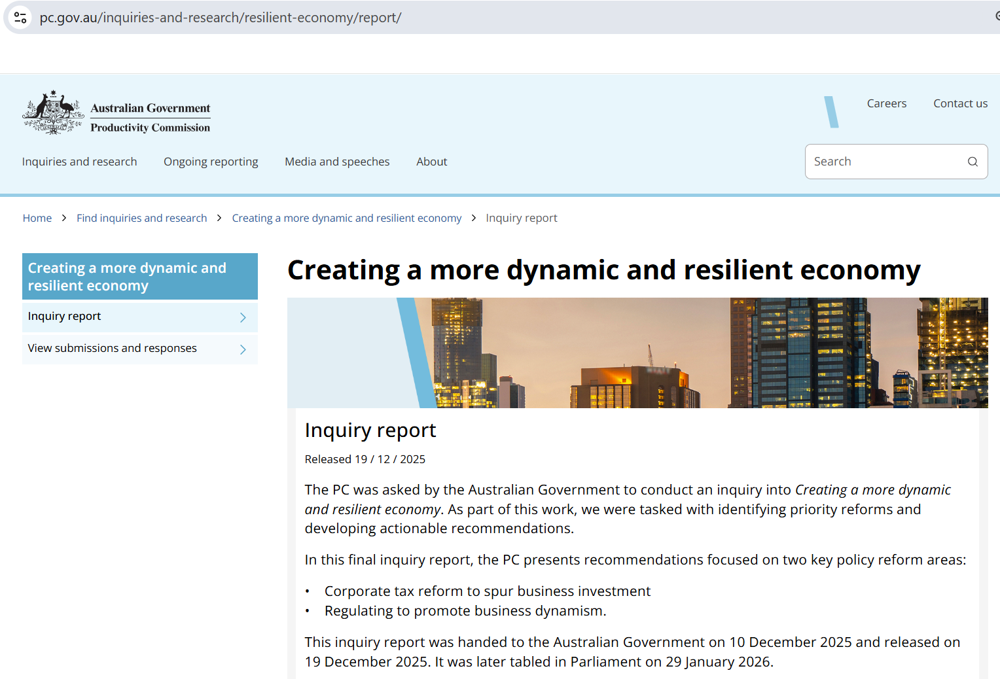 pc.gov.au/inquiries-and-research/resilient-economy/report/
Australian Government
Productivity Commission
Careers
Contact us
Inquiries and research
Ongoing reporting
Media and speeches
About
Search
Home
Find inquiries and research
Creating a more dynamic and resilient economy
Inquiry report
Creating a more dynamic and
resilient economy
Inquiry report
View submissions and responses
Creating a more dynamic and resilient economy
Inquiry report
Released 19 / 12 / 2025
The PC was asked by the Australian Government to conduct an inquiry into Creating a more dynamic
and resilient economy. As part of this work, we were tasked with identifying priority reforms and
developing actionable recommendations.
In this final inquiry report, the PC presents recommendations focused on two key policy reform areas:
• Corporate tax reform to spur business investment
• Regulating to promote business dynamism.
This inquiry report was handed to the Australian Government on 10 December 2025 and released on
19 December 2025. It was later tabled in Parliament on 29 January 2026.